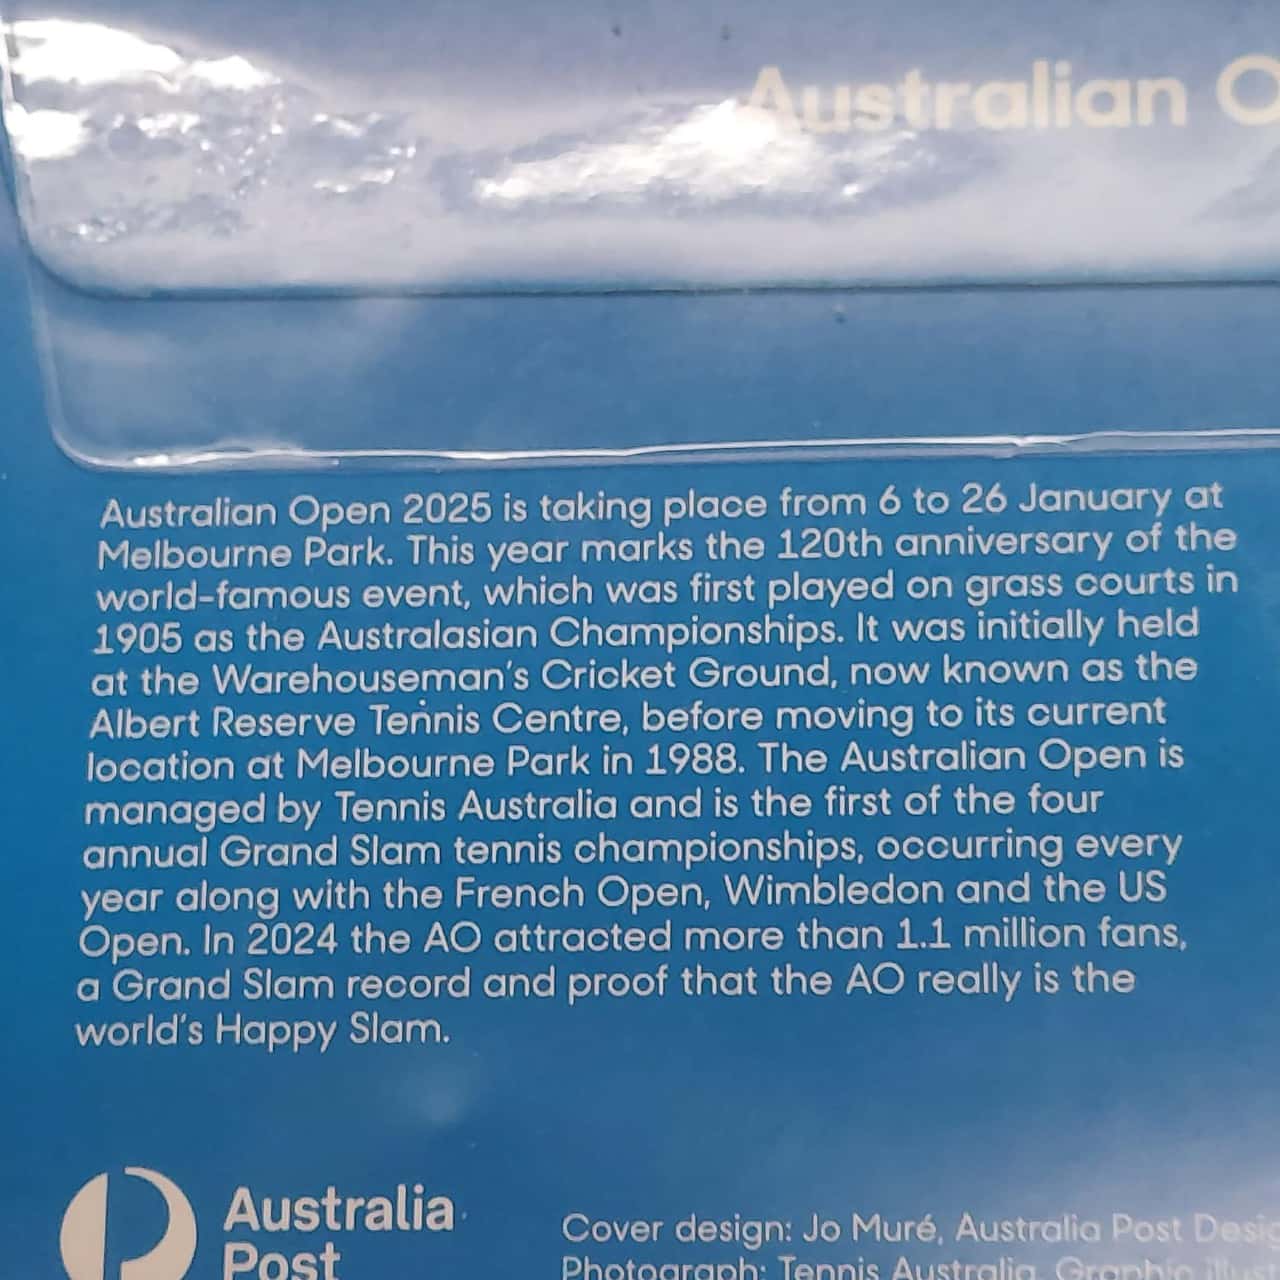 Australian O
Australian Open 2025 is taking place from 6 to 26 January at
Melbourne Park. This year marks the 120th anniversary of the
world-famous event, which was first played on grass courts in
1905 as the Australasian Championships. It was initially held
at the Warehouseman's Cricket Ground, now known as the
Albert Reserve Tennis Centre, before moving to its current
location at Melbourne Park in 1988. The Australian Open is
managed by Tennis Australia and is the first of the four
annual Grand Slam tennis championships, occurring every
year along with the French Open, Wimbledon and the US
Open. In 2024 the AO attracted more than 1.1 million fans,
a Grand Slam record and proof that the AO really is the
world's Happy Slam.
Australia
Post
Cover design: Jo Muré, Australia Post Desig
Photograph: Tennis Australia. Graphic illust